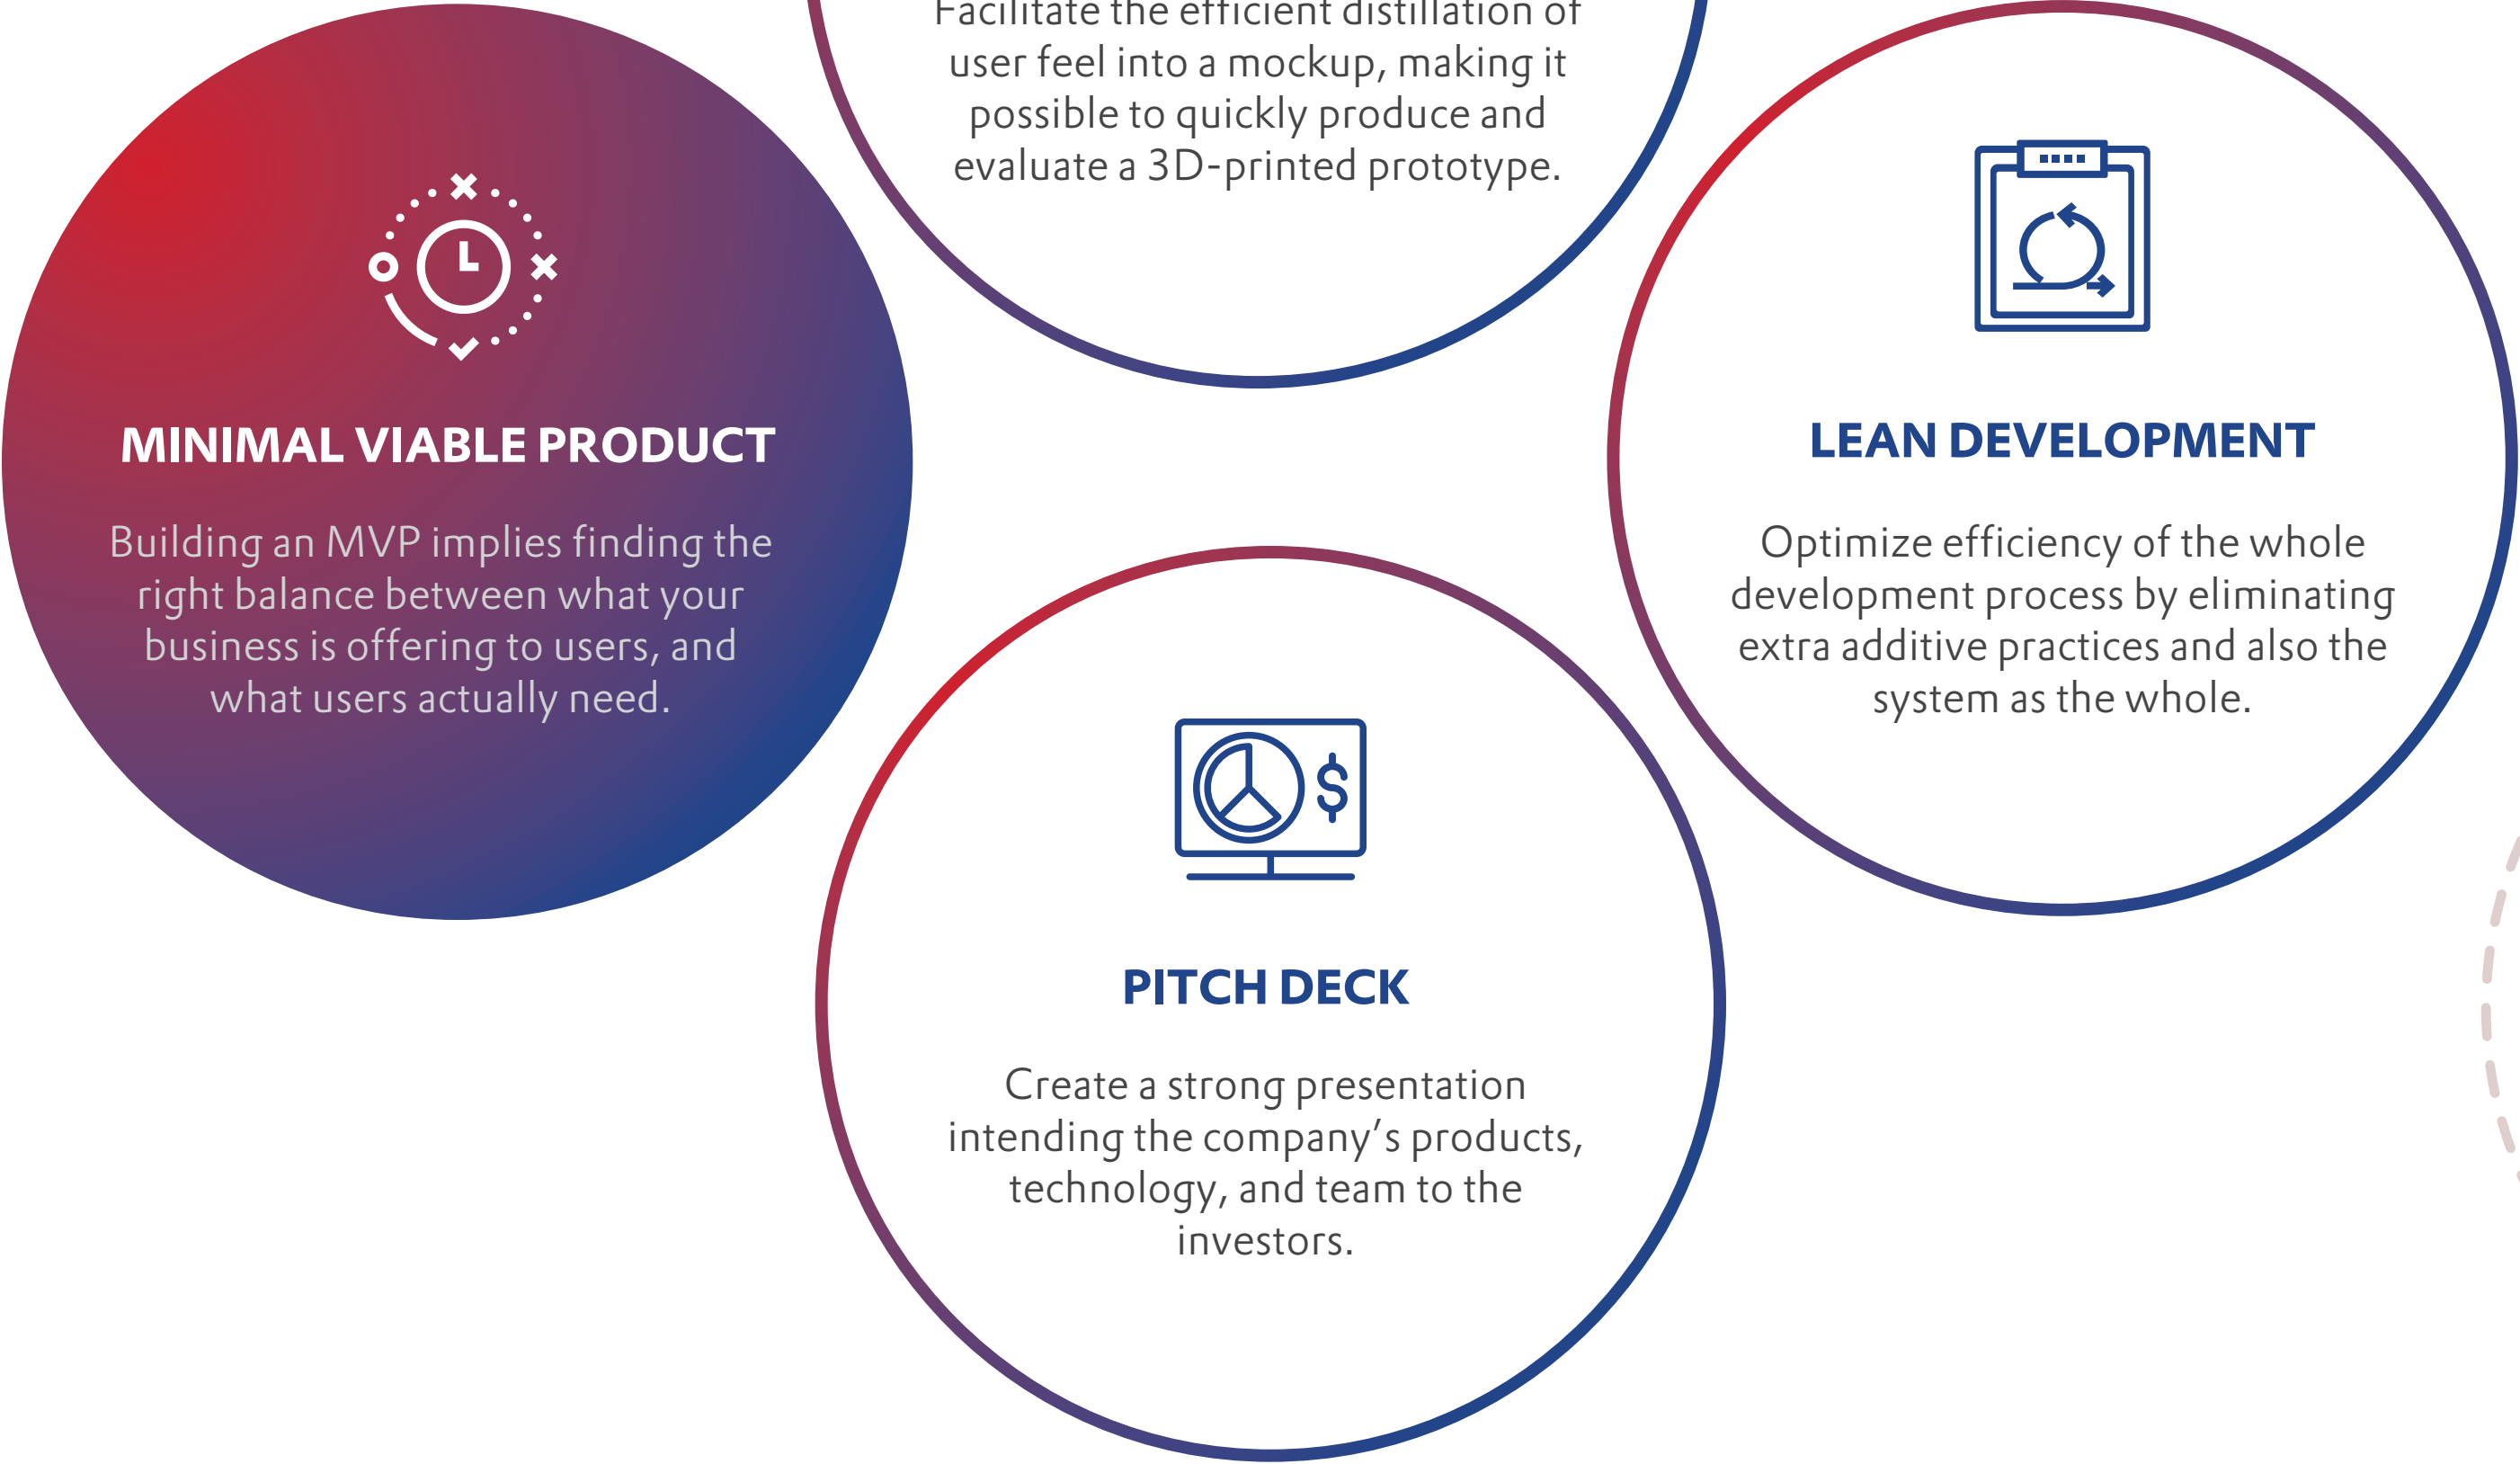 Facilitate the efficient distillation of
user feel into a mockup, making it
possible to quickly produce and
evaluate a 3D-printed prototype.
MINIMAL VIABLE PRODUCT
Building an MVP implies finding the
right balance between what your
business is offering to users, and
what users actually need.
LEAN DEVELOPMENT
Optimize efficiency of the whole
development process by eliminating
extra additive practices and also the
system as the whole.
PITCH DECK
Create a strong presentation
intending the company’s products,
technology, and team to the
investors.